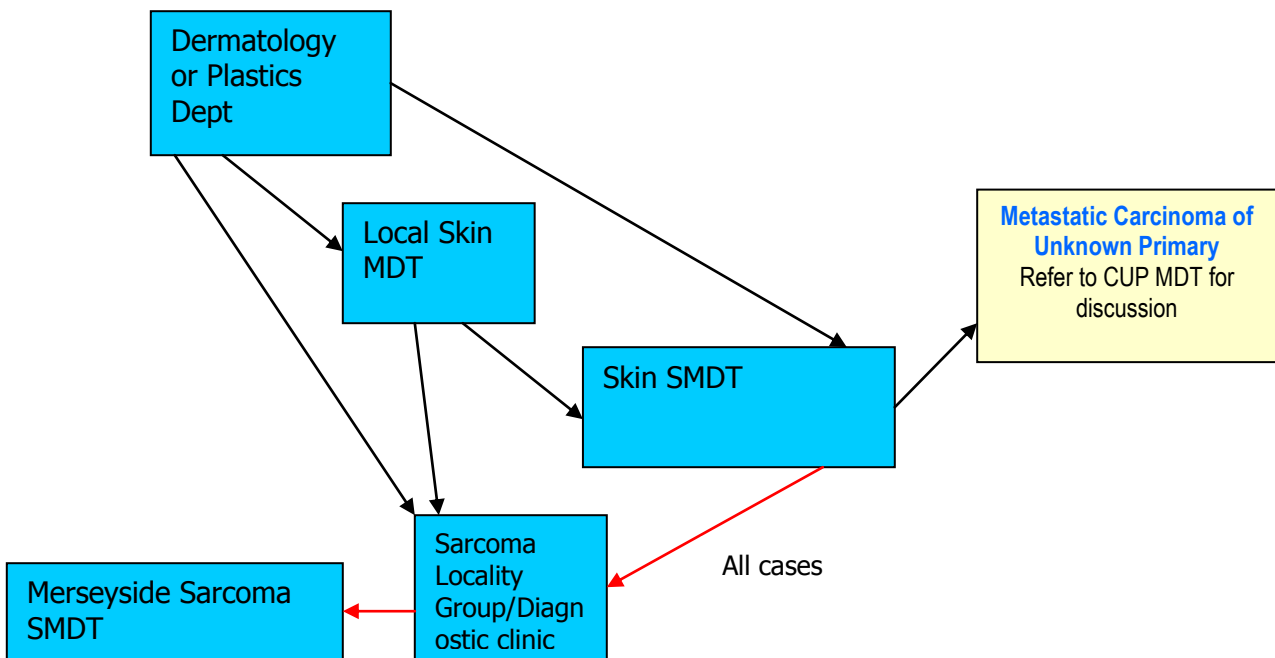 Dermatology
or Plastics
Dept
Local Skin
MDT
Metastatic Carcinoma of
Unknown Primary
Refer to CUP MDT for
discussion
Skin SMDT
All cases
Sarcoma
Locality
Group/Diagn
ostic clinic
Merseyside Sarcoma
SMDT